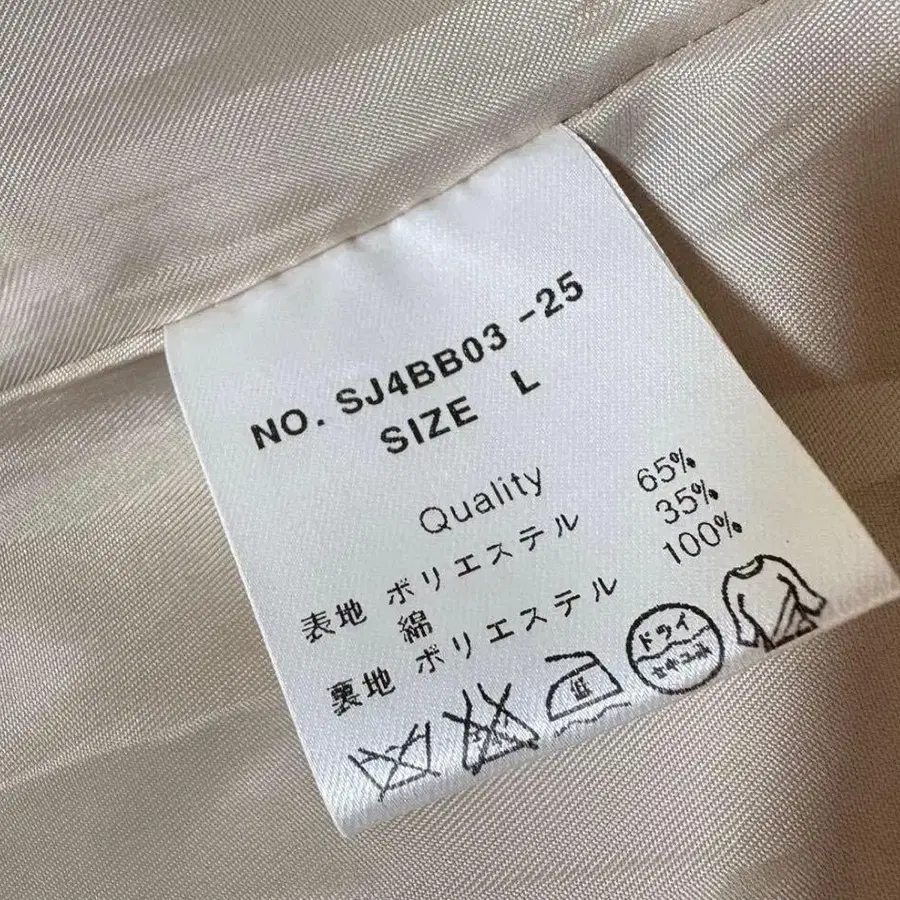 NO. SJ4BB03 -25
SIZE L
Quality
表地 ポリエステル 65%
綿 35%
裏地 ポリエステル 100%
ドライ